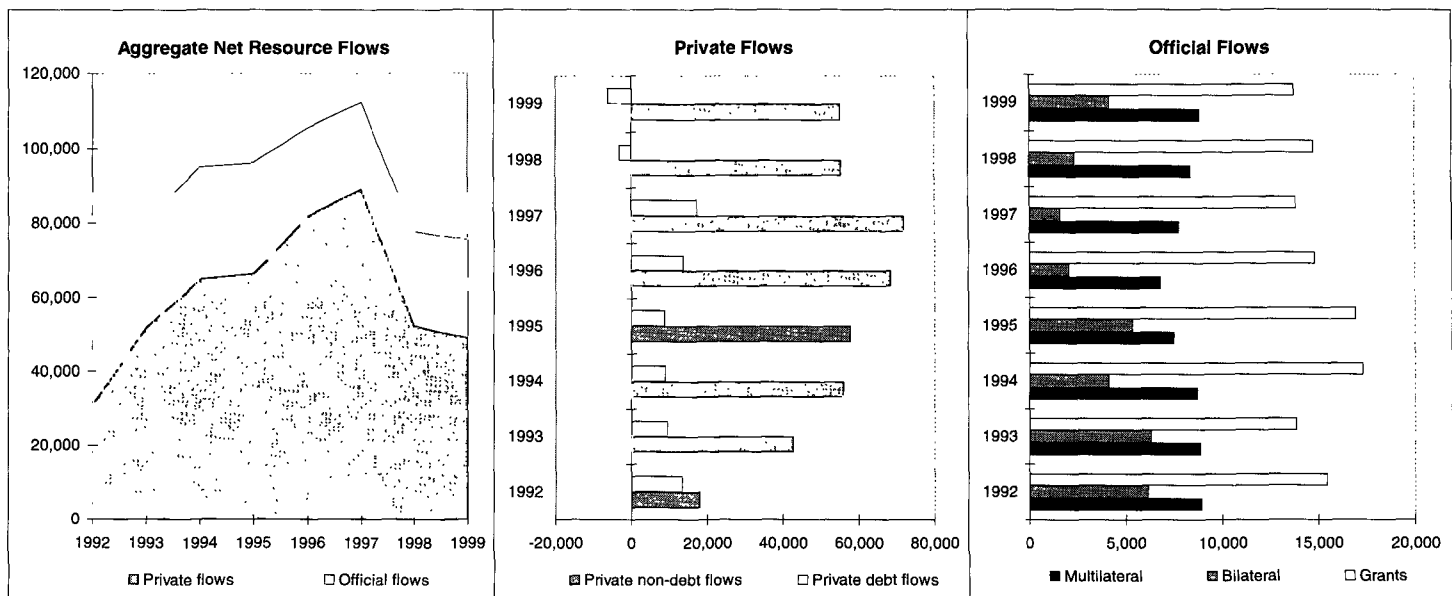 Aggregate Net Resource Flows
120,000
100,000
80,000
60,000
40,000
20,000
0
1992 1993 1994 1995 1996 1997 1998 1999
Private flows Official flows
Private Flows
1999
1998
1997
1996
1995
1994
1993
1992
-20,000 0 20,000 40,000 60,000 80,000
Private non-debt flows Private debt flows
Official Flows
1999
1998
1997
1996
1995
1994
1993
1992
0 5,000 10,000 15,000 20,000
Multilateral Bilateral Grants